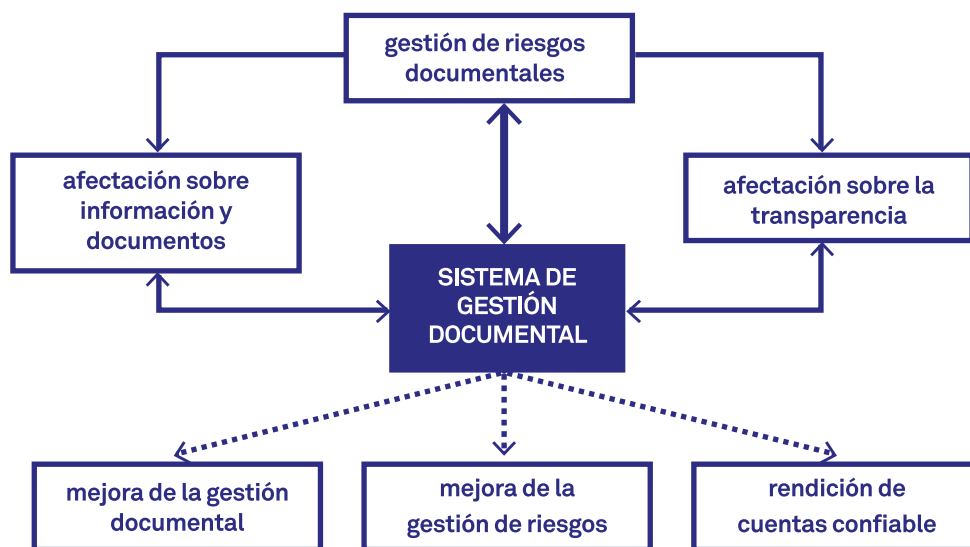 gestión de riesgos
documentales
afectación sobre
información y
documentos
afectación sobre la
transparencia
SISTEMA DE
GESTIÓN
DOCUMENTAL
mejora de la gestión
documental
mejora de la
gestión de riesgos
rendición de
cuentas confiable